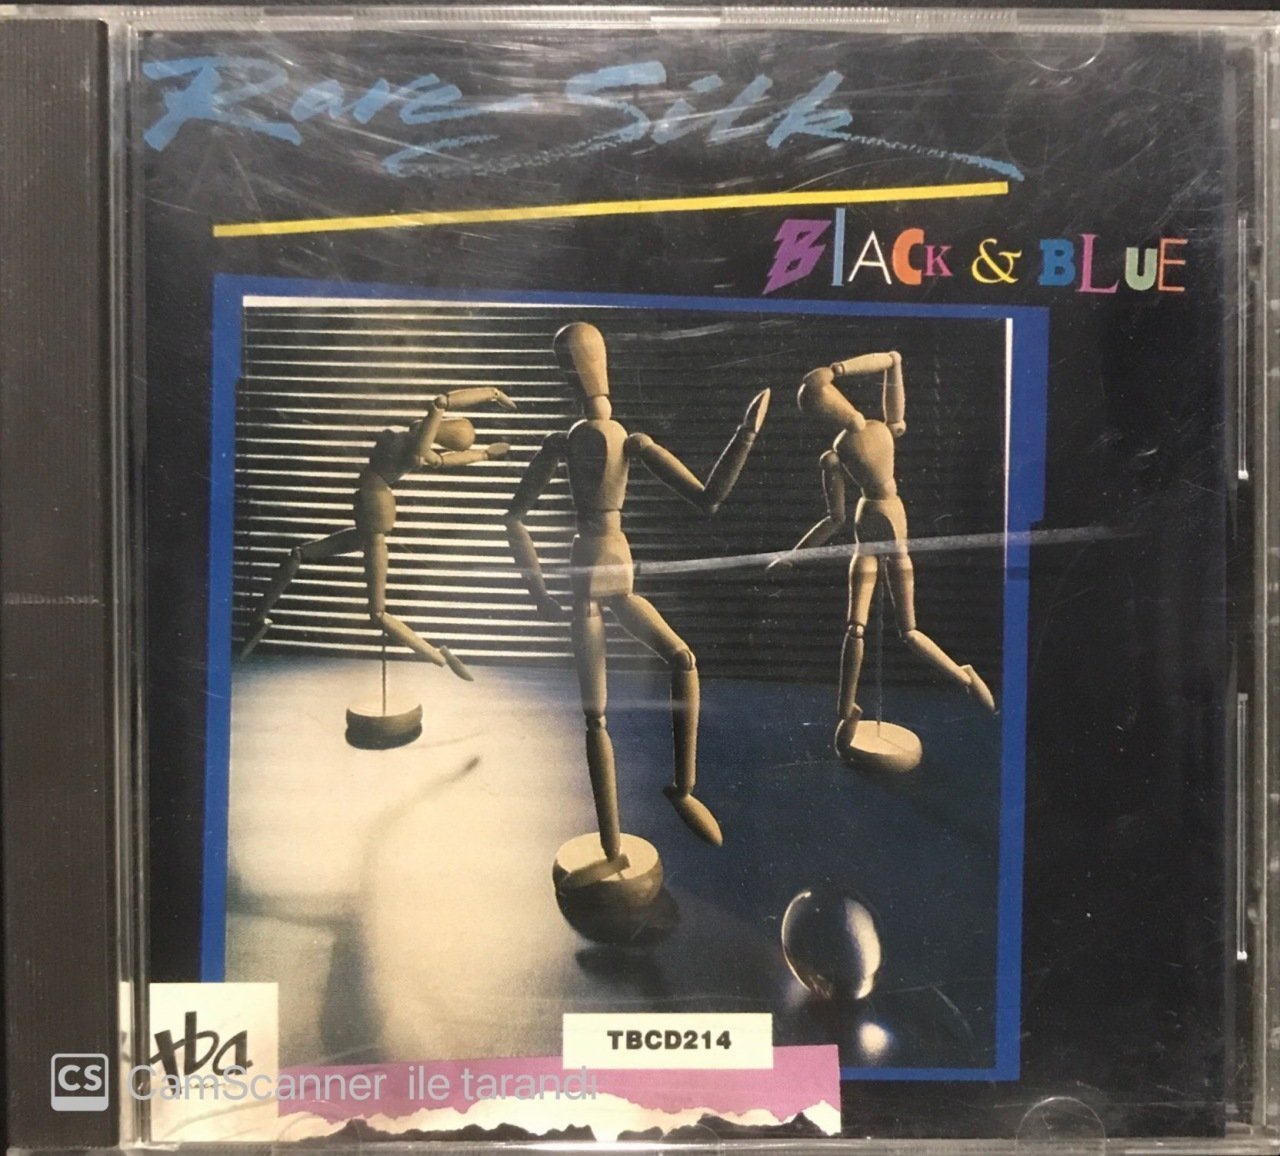 Rare Silk
BlACK & BLUE
TBCD214
tba
CS CamScanner ile tarandı